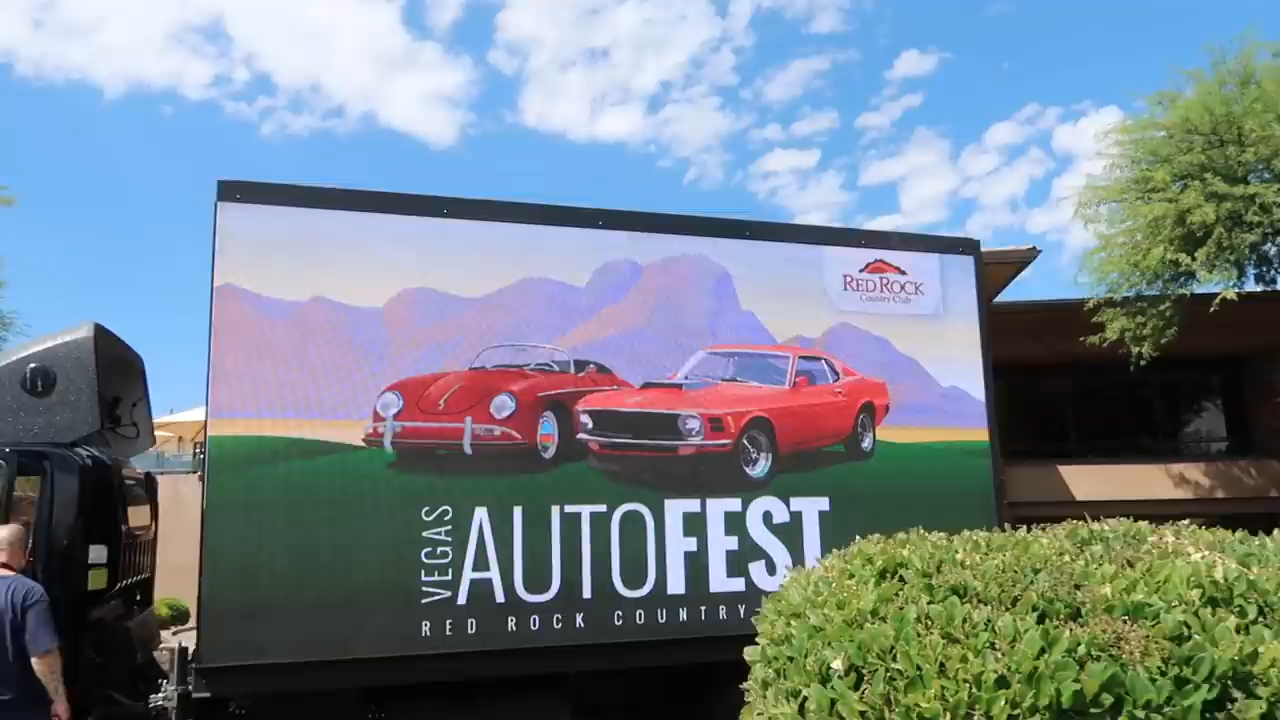 RED ROCK
Country Club
VEGAS
AUTOFEST
RED ROCK COUNTRY